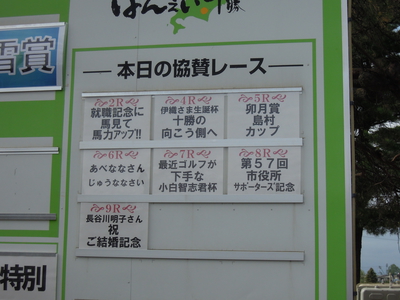 ばんえい十勝
雪賞
本日の協賛レース
2R
就職記念に
馬見て
馬力アップ!!
4R
伊織さま生誕杯
十勝の
向こう側へ
5R
卯月賞
島村
カップ
6R
あべななさん
じゅうななさい
7R
最近ゴルフが
下手な
小白智志君杯
8R
第57回
市役所
サポーターズ記念
9R
長谷川明子さん
祝
ご結婚記念
特別